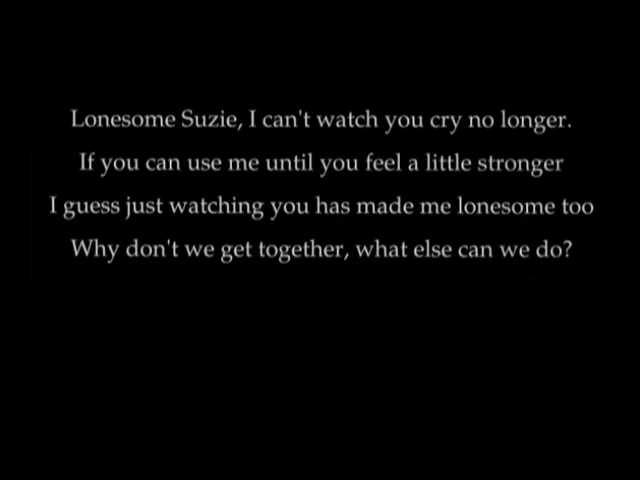 Lonesome Suzie, I can't watch you cry no longer.
If you can use me until you feel a little stronger
I guess just watching you has made me lonesome too
Why don't we get together, what else can we do?